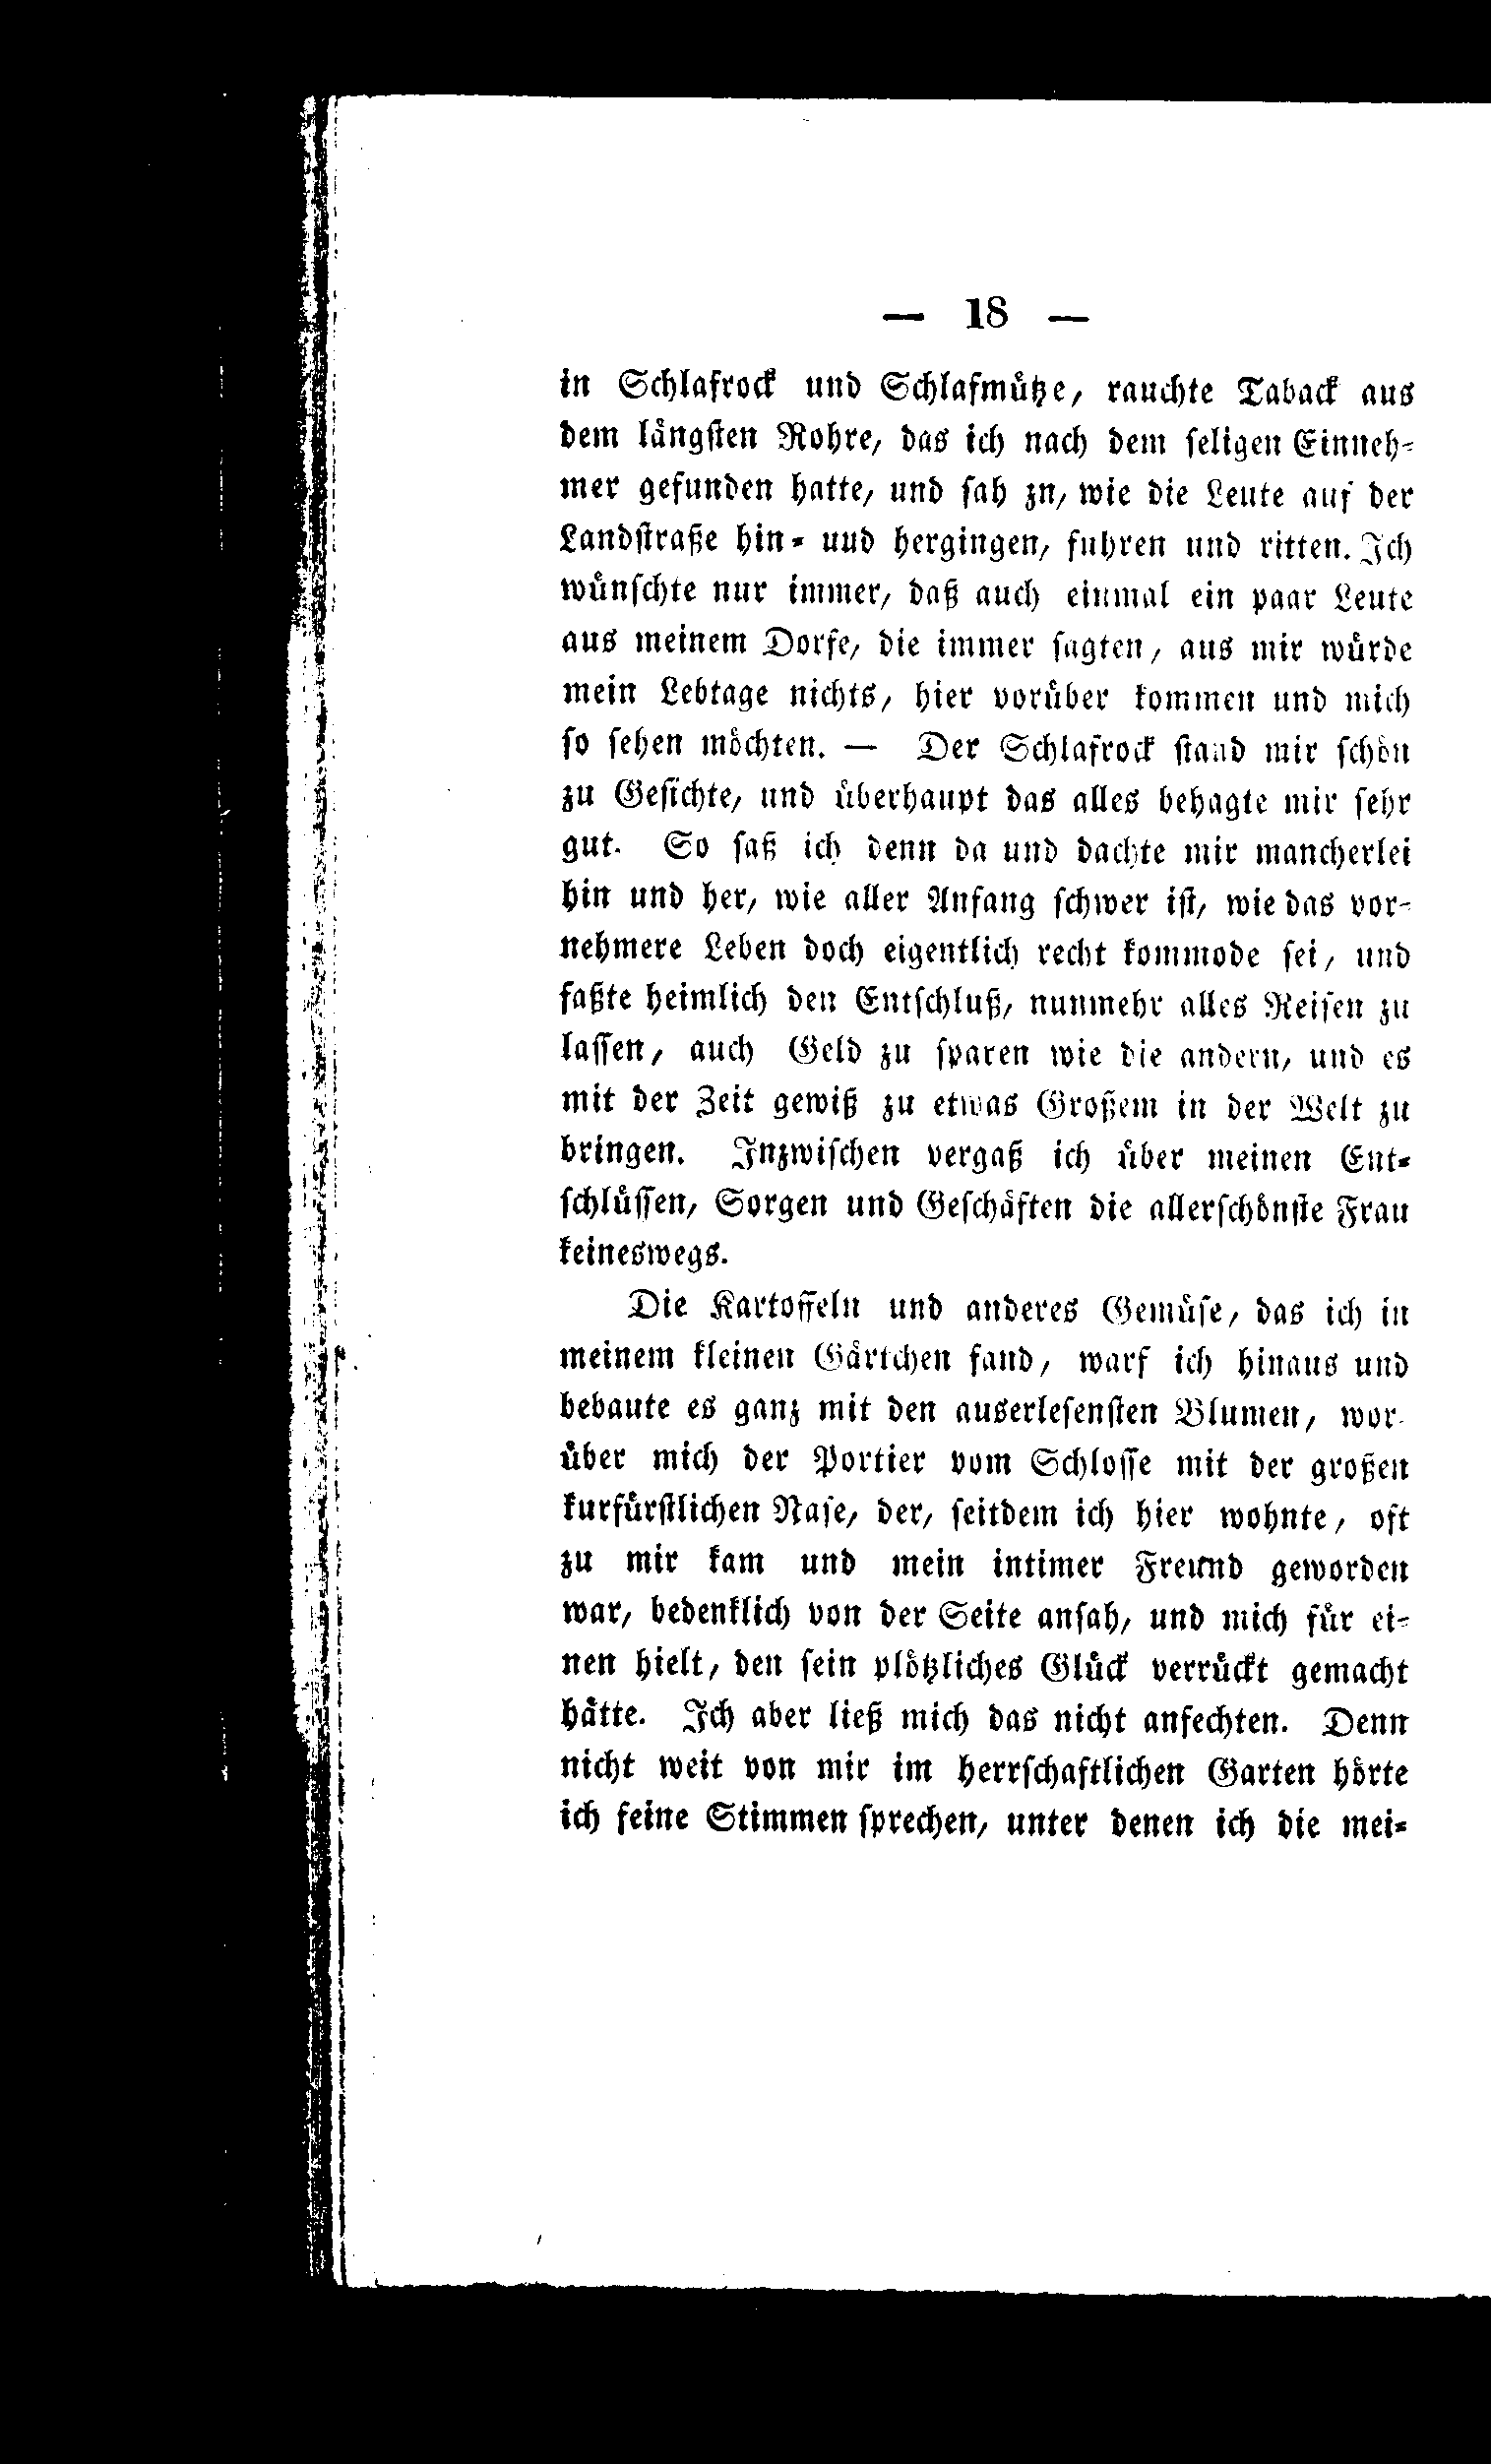 — 18 —
in Schlafrock und Schlafmütze, rauchte Taback aus
dem längſten Rohre, das ich nach dem ſeligen Einneh-
mer gefunden hatte, und ſah zn, wie die Leute auf der
Landſtraße hin- uud hergingen, fuhren und ritten. Ich
wünſchte nur immer, daß auch einmal ein paar Leute
aus meinem Dorfe, die immer ſagten, aus mir würde
mein Lebtage nichts, hier vorüber kommen und mich
ſo ſehen möchten. — Der Schlafrock ſtand mir ſchön
zu Geſichte, und überhaupt das alles behagte mir ſehr
gut. So ſaß ich denn da und dachte mir mancherlei
hin und her, wie aller Anfang ſchwer iſt, wie das vor-
nehmere Leben doch eigentlich recht kommode ſei, und
faßte heimlich den Entſchluß, nunmehr alles Reiſen zu
laſſen, auch Geld zu ſparen wie die andern, und es
mit der Zeit gewiß zu etwas Großem in der Welt zu
bringen. Inzwiſchen vergaß ich über meinen Ent-
ſchlüſſen, Sorgen und Geſchäften die allerſchönſte Frau
keineswegs.
Die Kartoffeln und anderes Gemüſe, das ich in
meinem kleinen Gärtchen fand, warf ich hinaus und
bebaute es ganz mit den auserleſenſten Blumen, wor-
über mich der Portier vom Schloſſe mit der großen
kurfürſtlichen Naſe, der, ſeitdem ich hier wohnte, oft
zu mir kam und mein intimer Freund geworden
war, bedenklich von der Seite anſah, und mich für ei-
nen hielt, den ſein plötzliches Glück verrückt gemacht
hätte. Ich aber ließ mich das nicht anfechten. Denn
nicht weit von mir im herrſchaftlichen Garten hörte
ich feine Stimmen ſprechen, unter denen ich die mei-